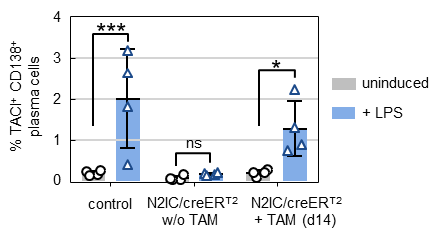 % TACI⁺ CD138⁺
plasma cells
4
3
2
1
0
***
ns
*
uninduced
+ LPS
control
N2IC/creERᵀ²
w/o TAM
N2IC/creERᵀ²
+ TAM (d14)